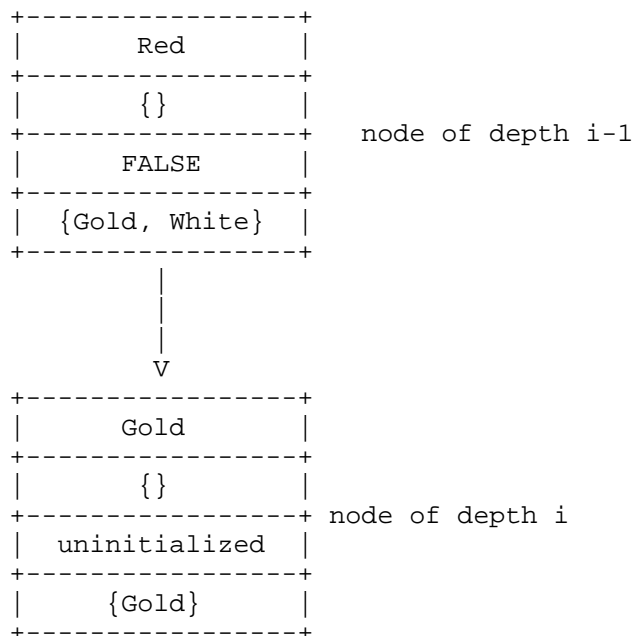 +-----------------+
|       Red       |
+-----------------+
|       {}        |
+-----------------+   node of depth i-1
|      FALSE      |
+-----------------+
|  {Gold, White}  |
+-----------------+
         |
         |
         |
         V
+-----------------+
|      Gold       |
+-----------------+
|       {}        |
+-----------------+ node of depth i
|  uninitialized  |
+-----------------+
|     {Gold}      |
+-----------------+